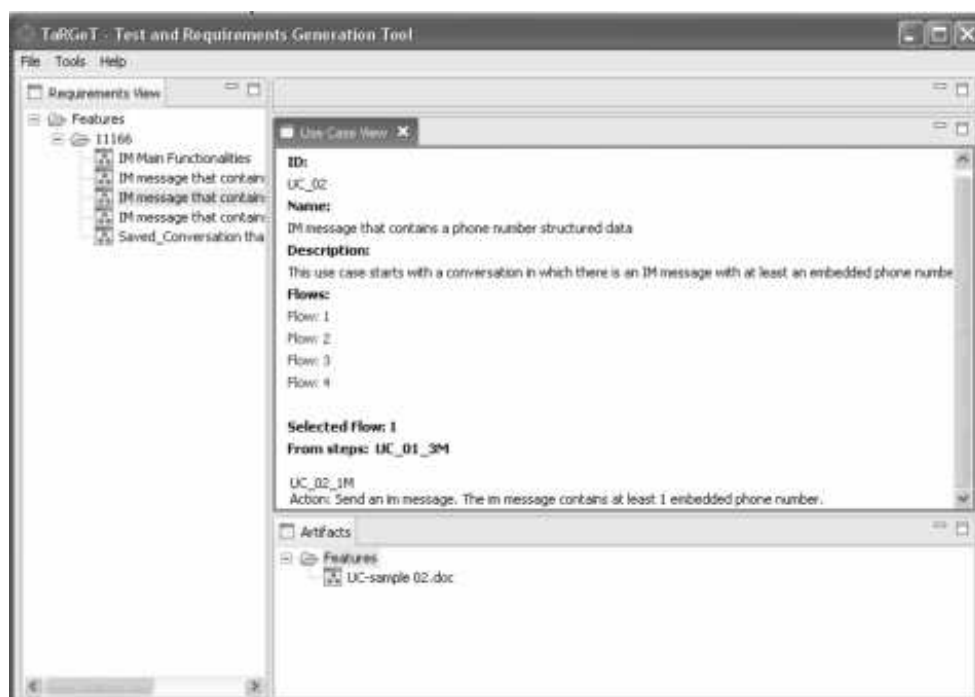 TaRGeT - Test and Requirements Generation Tool
File Tools Help
Requirements View
Features
11166
IM Main Functionalities
IM message that contain
IM message that contain
IM message that contain
Saved_Conversation tha
Use Case View
ID:
UC_02
Name:
IM message that contains a phone number structured data
Description:
This use case starts with a conversation in which there is an IM message with at least an embedded phone numbe
Flows:
Flow: 1
Flow: 2
Flow: 3
Flow: 4
Selected Flow: 1
From steps: UC_01_3M
UC_02_1M
Action: Send an im message. The im message contains at least 1 embedded phone number.
Artifacts
Features
UC-sample 02.doc